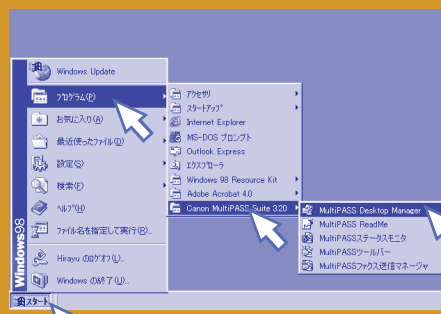 Windows Update
プログラム(P)
お気に入り(A)
最近使ったファイル(D)
設定(S)
検索(F)
ヘルプ(H)
ファイル名を指定して実行(R)...
Hirayu のログオフ(L)...
Windows の終了(U)...
Windows98
スタート
アクセサリ
スタートアップ
Internet Explorer
MS-DOS プロンプト
Outlook Express
エクスプローラ
Windows 98 Resource Kit
Adobe Acrobat 4.0
Canon MultiPASS Suite 3.20
MultiPASS Desktop Manager
MultiPASS ReadMe
MultiPASSステータスモニタ
MultiPASSツールバー
MultiPASSファクス送信マネージャ